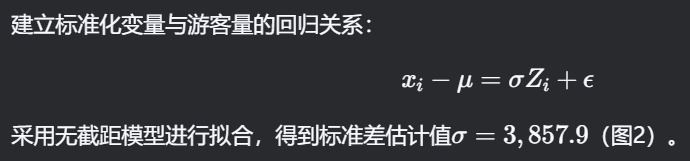 建立标准化变量与游客量的回归关系：
xᵢ − μ = σZᵢ + ϵ
采用无截距模型进行拟合，得到标准差估计值σ = 3,857.9（图2）。